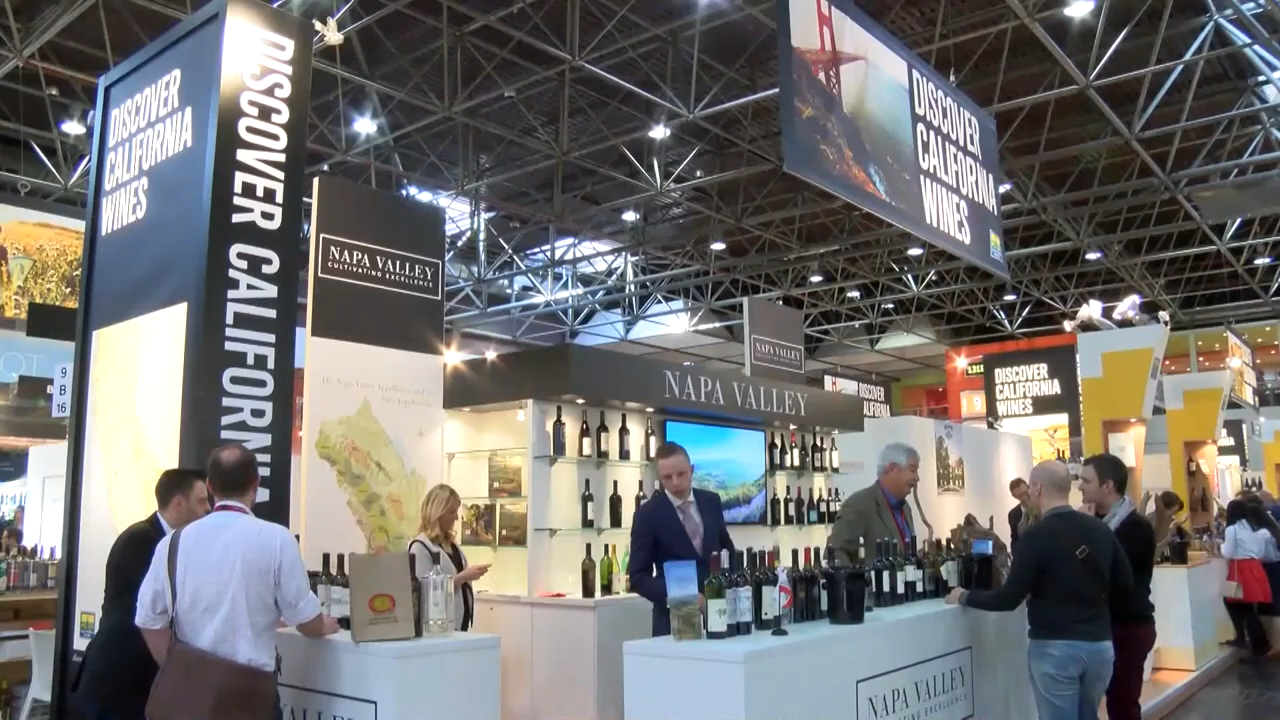 DISCOVER
CALIFORNIA
WINES
DISCOVER CALIFORNIA
NAPA VALLEY
CULTIVATING EXCELLENCE
9
B
16
NAPA VALLEY
NAPA VALLEY
CULTIVATING EXCELLENCE
DISCOVER
CALIFORNIA
WINES
DISCOVER
CALIFORNIA
WINES
9
NAPA VALLEY